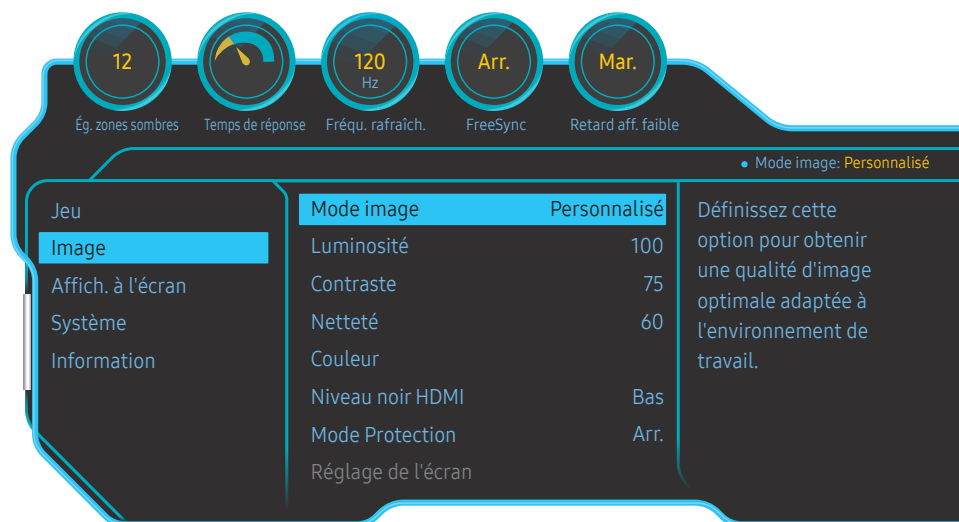 12
120
Hz
Arr.
Mar.
Ég. zones sombres
Temps de réponse
Fréqu. rafraîch.
FreeSync
Retard aff. faible
• Mode image: Personnalisé
Jeu
Image
Affich. à l'écran
Système
Information
Mode image Personnalisé
Luminosité 100
Contraste 75
Netteté 60
Couleur
Niveau noir HDMI Bas
Mode Protection Arr.
Réglage de l'écran
Définissez cette
option pour obtenir
une qualité d'image
optimale adaptée à
l'environnement de
travail.